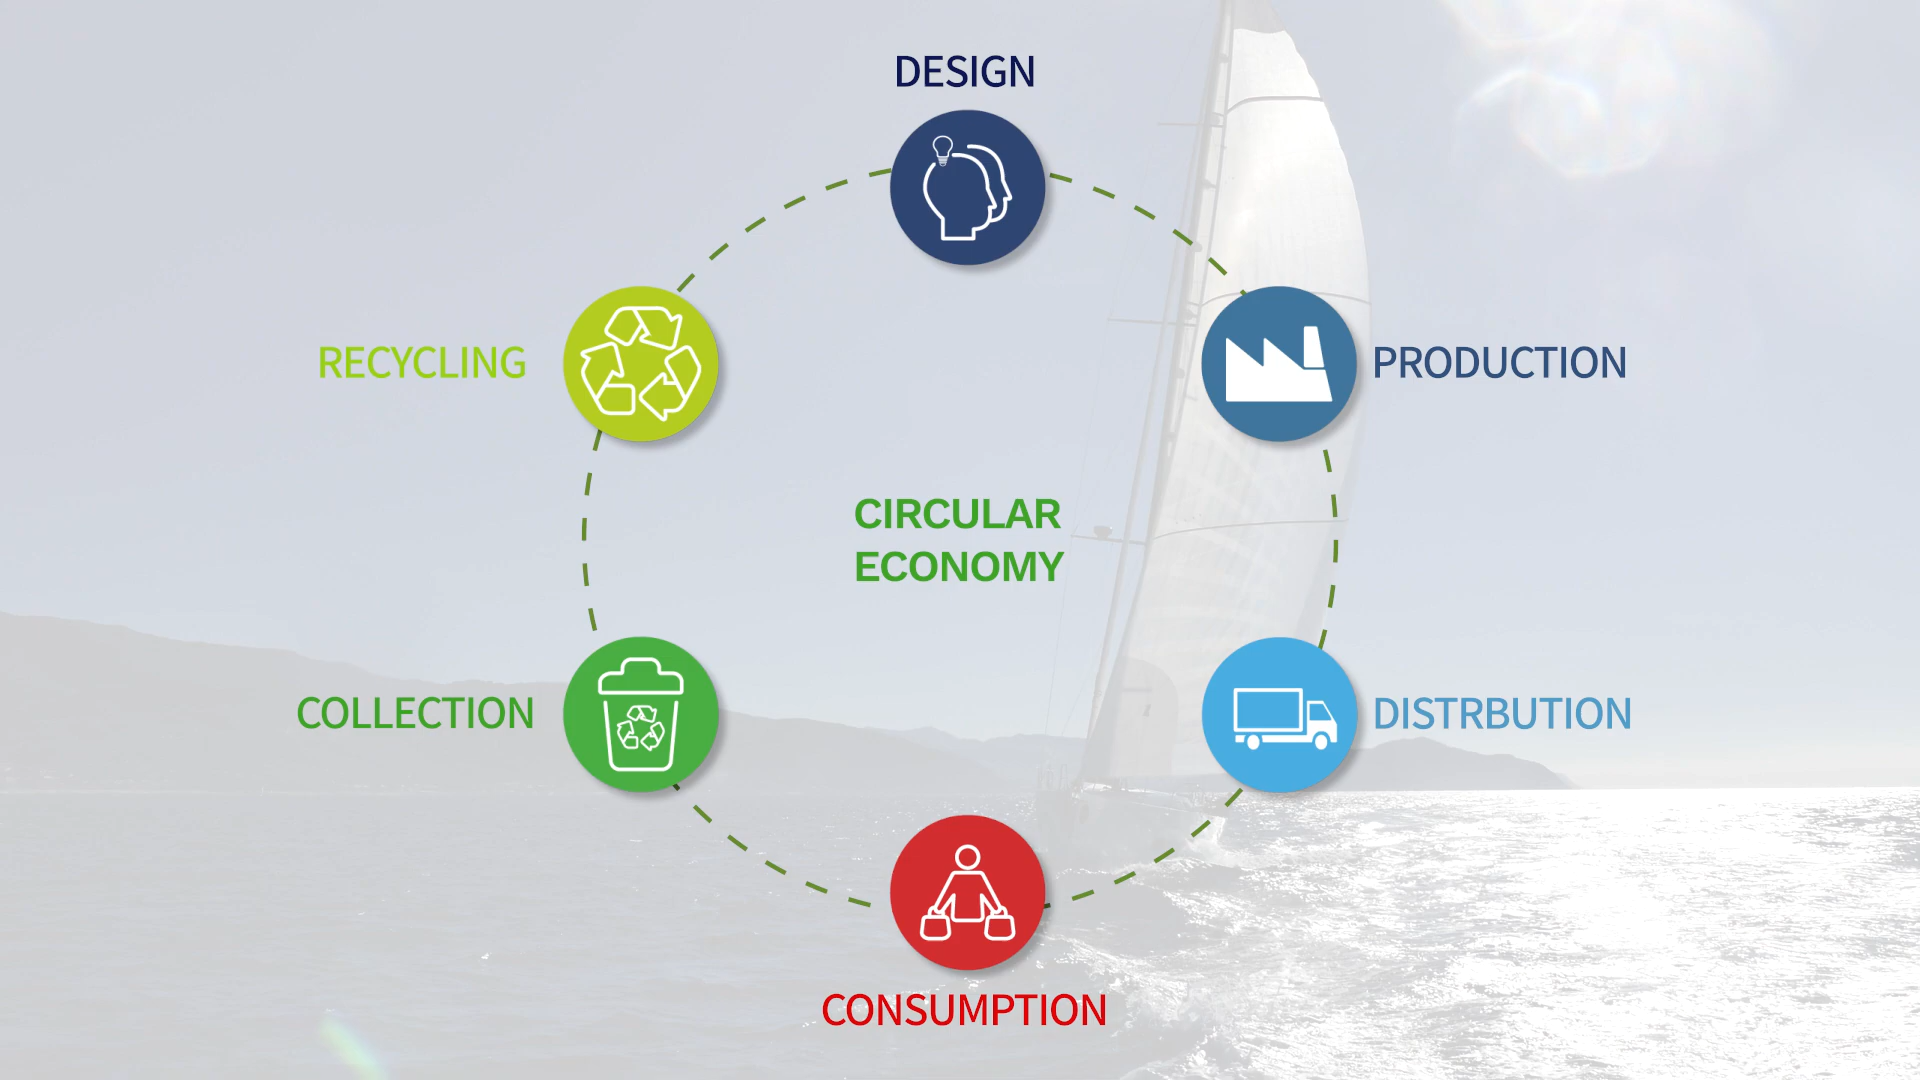 DESIGN
RECYCLING
PRODUCTION
CIRCULAR
ECONOMY
COLLECTION
DISTRBUTION
CONSUMPTION